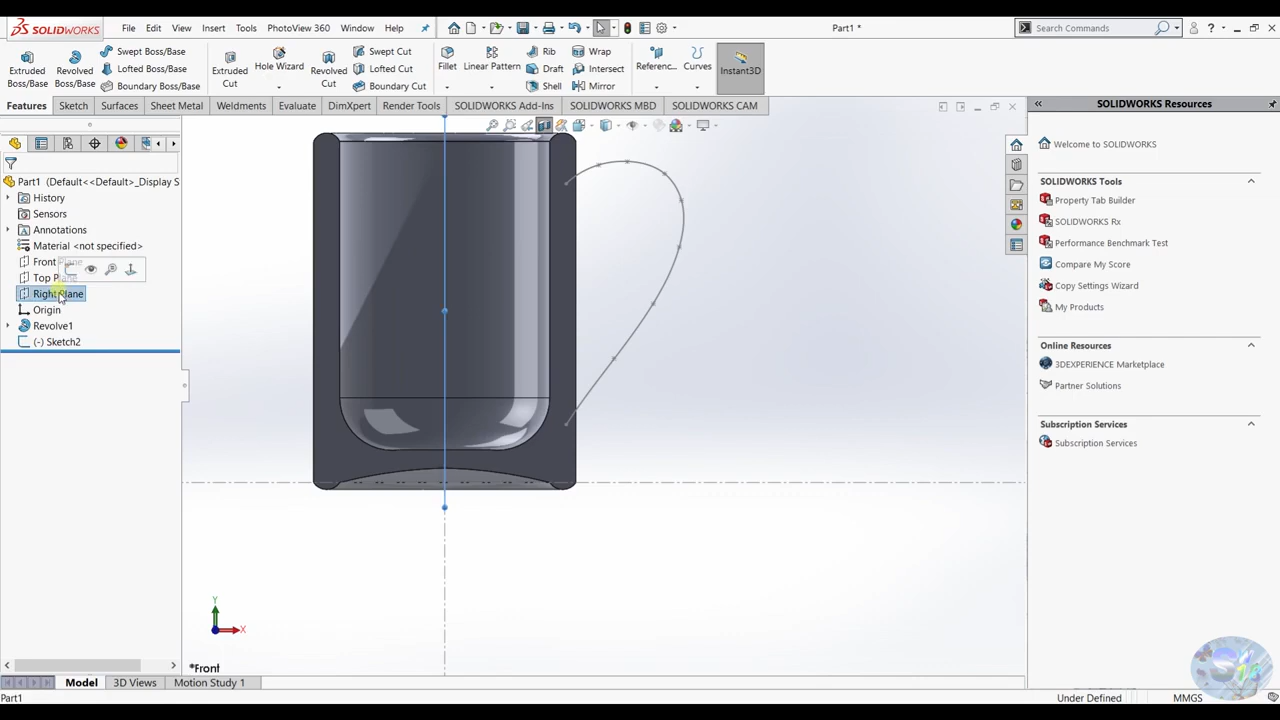 SOLIDWORKS File Edit View Insert Tools PhotoView 360 Window Help Part1 * Search Commands ?
Extruded Boss/Base
Revolved Boss/Base
Swept Boss/Base
Lofted Boss/Base
Boundary Boss/Base
Extruded Cut
Hole Wizard
Revolved Cut
Swept Cut
Lofted Cut
Boundary Cut
Fillet
Linear Pattern
Rib
Draft
Shell
Wrap
Intersect
Mirror
Referenc...
Curves
Instant3D
Features Sketch Surfaces Sheet Metal Weldments Evaluate DimXpert Render Tools SOLIDWORKS Add-Ins SOLIDWORKS MBD SOLIDWORKS CAM
Part1 (Default<<Default>_Display S
History
Sensors
Annotations
Material <not specified>
Front Plane
Top Plane
Right Plane
Origin
Revolve1
(-) Sketch2
Y
X
*Front
SOLIDWORKS Resources
Welcome to SOLIDWORKS
SOLIDWORKS Tools
Property Tab Builder
SOLIDWORKS Rx
Performance Benchmark Test
Compare My Score
Copy Settings Wizard
My Products
Online Resources
3DEXPERIENCE Marketplace
Partner Solutions
Subscription Services
Subscription Services
Model 3D Views Motion Study 1
Part1 Under Defined MMGS